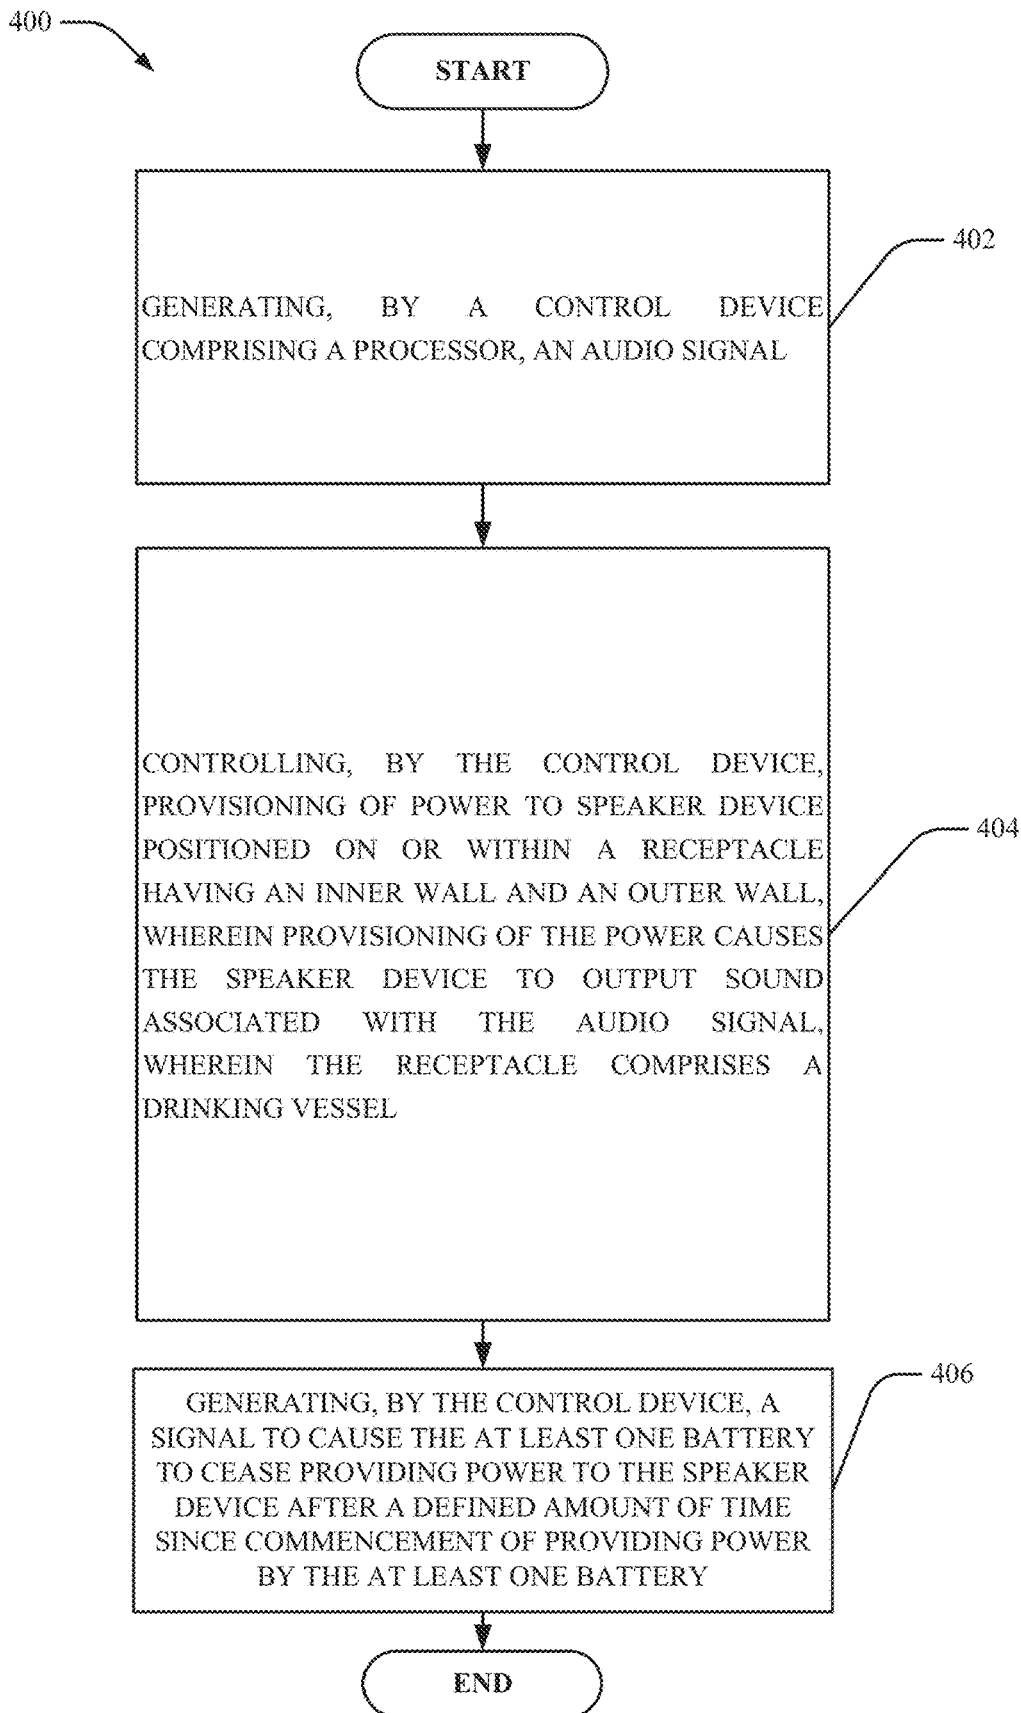 400
START
402
GENERATING, BY A CONTROL DEVICE
COMPRISING A PROCESSOR, AN AUDIO SIGNAL
CONTROLLING, BY THE CONTROL DEVICE,
PROVISIONING OF POWER TO SPEAKER DEVICE
POSITIONED ON OR WITHIN A RECEPTACLE
HAVING AN INNER WALL AND AN OUTER WALL,
WHEREIN PROVISIONING OF THE POWER CAUSES
THE SPEAKER DEVICE TO OUTPUT SOUND
ASSOCIATED WITH THE AUDIO SIGNAL,
WHEREIN THE RECEPTACLE COMPRISES A
DRINKING VESSEL
404
GENERATING, BY THE CONTROL DEVICE, A
SIGNAL TO CAUSE THE AT LEAST ONE BATTERY
TO CEASE PROVIDING POWER TO THE SPEAKER
DEVICE AFTER A DEFINED AMOUNT OF TIME
SINCE COMMENCEMENT OF PROVIDING POWER
BY THE AT LEAST ONE BATTERY
406
END